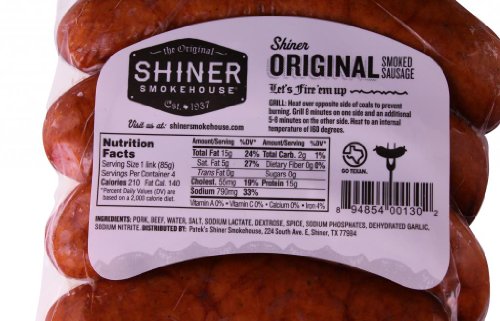 the Original
SHINER
SMOKEHOUSE
Est. 1937
Visit us at: shinersmokehouse.com
Shiner
ORIGINAL SMOKED SAUSAGE
Let's Fire 'em up
GRILL: Heat over opposite side of coals to prevent
burning. Grill 6 minutes on one side and an additional
5-6 minutes on the other side. Heat to an internal
temperature of 160 degrees.
Nutrition
Facts
Serving Size 1 link (85g)
Servings Per Container 4
Calories 210 Fat Cal. 140
*Percent Daily Values (DV) are
based on a 2,000 calorie diet.
Amount/Serving %DV* Amount/Serving %DV*
Total Fat 15g 24% Total Carb. 2g 1%
Sat. Fat 5g 27% Dietary Fiber 0g 0%
Trans Fat 0g Sugars 0g
Cholest. 55mg 19% Protein 15g
Sodium 790mg 33%
Vitamin A 0% • Vitamin C 0% • Calcium 0% • Iron 4%
GO TEXAN.
8 94854 00130 2
INGREDIENTS: PORK, BEEF, WATER, SALT, SODIUM LACTATE, DEXTROSE, SPICE, SODIUM PHOSPHATES, DEHYDRATED GARLIC,
SODIUM NITRITE. DISTRIBUTED BY: Patek's Shiner Smokehouse, 224 South Ave. E, Shiner, TX 77984